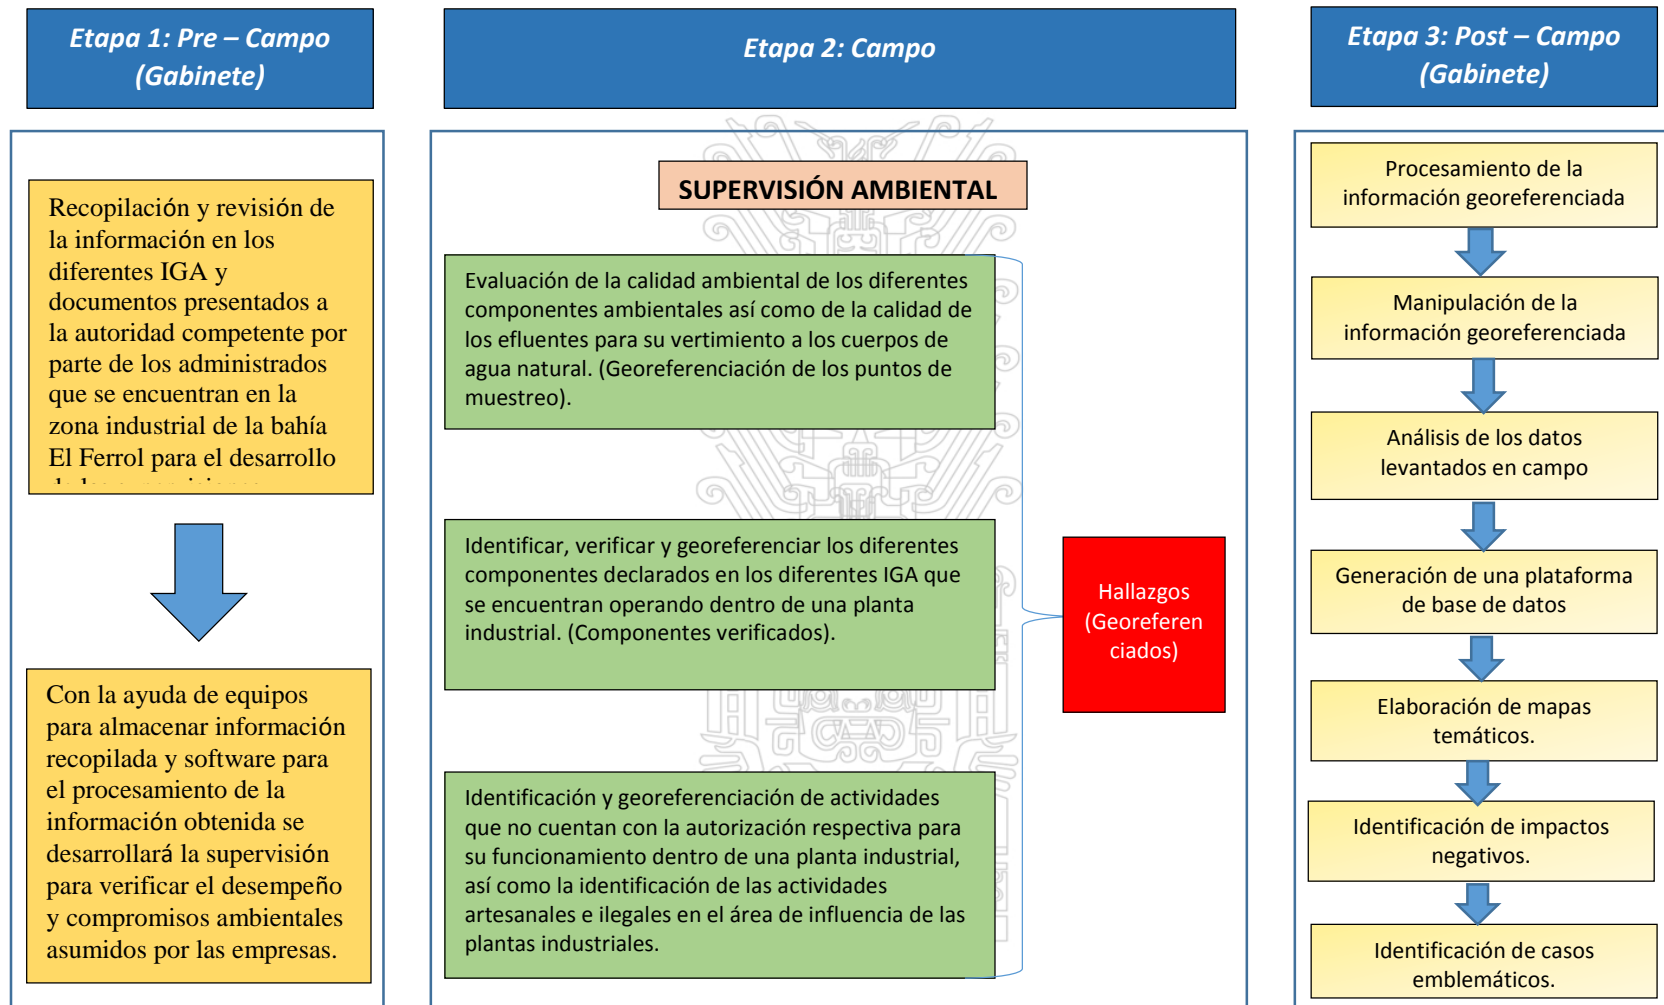 Etapa 1: Pre – Campo
(Gabinete)
Recopilación y revisión de
la información en los
diferentes IGA y
documentos presentados a
la autoridad competente por
parte de los administrados
que se encuentran en la
zona industrial de la bahía
El Ferrol para el desarrollo
Con la ayuda de equipos
para almacenar información
recopilada y software para
el procesamiento de la
información obtenida se
desarrollará la supervisión
para verificar el desempeño
y compromisos ambientales
asumidos por las empresas.
Etapa 2: Campo
SUPERVISIÓN AMBIENTAL
Evaluación de la calidad ambiental de los diferentes
componentes ambientales así como de la calidad de
los efluentes para su vertimiento a los cuerpos de
agua natural. (Georeferenciación de los puntos de
muestreo).
Identificar, verificar y georeferenciar los diferentes
componentes declarados en los diferentes IGA que
se encuentran operando dentro de una planta
industrial. (Componentes verificados).
Identificación y georeferenciación de actividades
que no cuentan con la autorización respectiva para
su funcionamiento dentro de una planta industrial,
así como la identificación de las actividades
artesanales e ilegales en el área de influencia de las
plantas industriales.
Hallazgos
(Georeferen
ciados)
Etapa 3: Post – Campo
(Gabinete)
Procesamiento de la
información georeferenciada
Manipulación de la
información georeferenciada
Análisis de los datos
levantados en campo
Generación de una plataforma
de base de datos
Elaboración de mapas
temáticos.
Identificación de impactos
negativos.
Identificación de casos
emblemáticos.